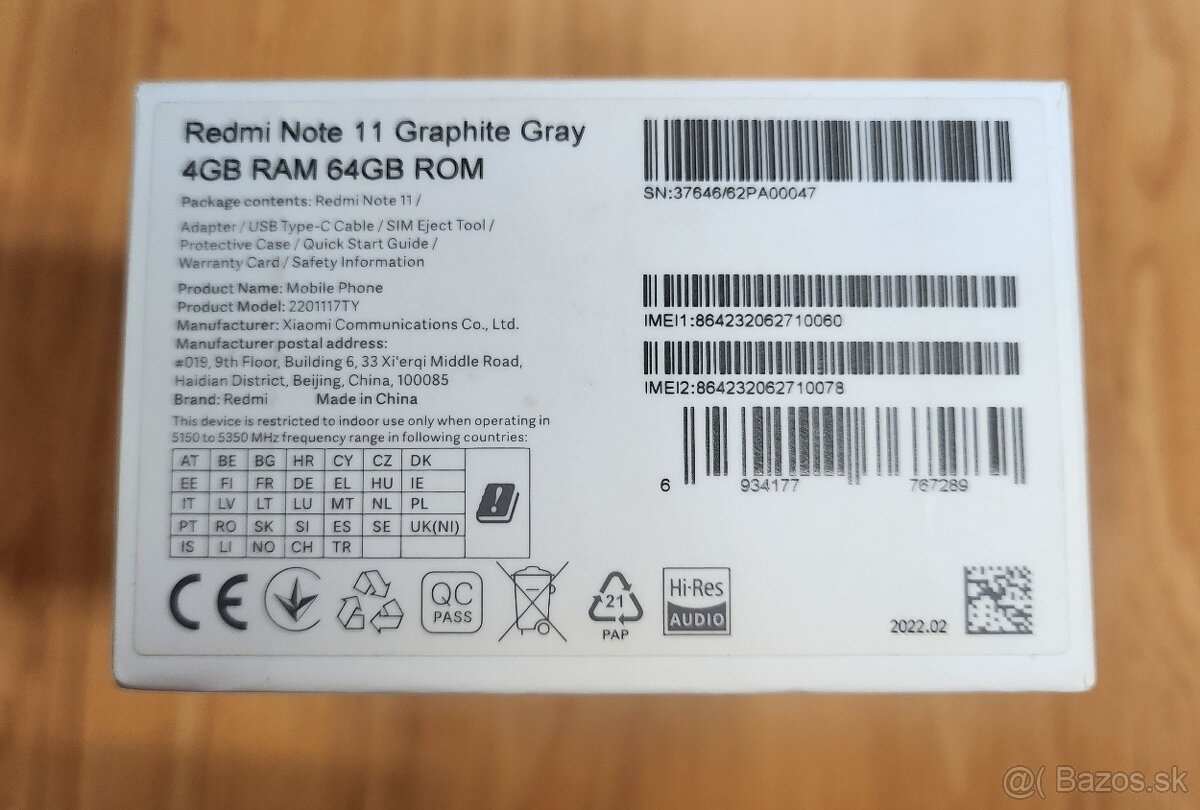 Redmi Note 11 Graphite Gray
4GB RAM 64GB ROM
Package contents: Redmi Note 11 /
Adapter / USB Type-C Cable / SIM Eject Tool /
Protective Case / Quick Start Guide /
Warranty Card / Safety Information
Product Name: Mobile Phone
Product Model: 2201117TY
Manufacturer: Xiaomi Communications Co., Ltd.
Manufacturer postal address:
#019, 9th Floor, Building 6, 33 Xi'erqi Middle Road,
Haidian District, Beijing, China, 100085
Brand: Redmi Made in China
This device is restricted to indoor use only when operating in
5150 to 5350 MHz frequency range in following countries:
AT BE BG HR CY CZ DK
EE FI FR DE EL HU IE
IT LV LT LU MT NL PL
PT RO SK SI ES SE UK(NI)
IS LI NO CH TR
CE
QC
PASS
21
PAP
Hi-Res
AUDIO
SN:37646/62PA00047
IMEI1:864232062710060
IMEI2:864232062710078
6 934177 767289
2022.02
@( Bazos.sk